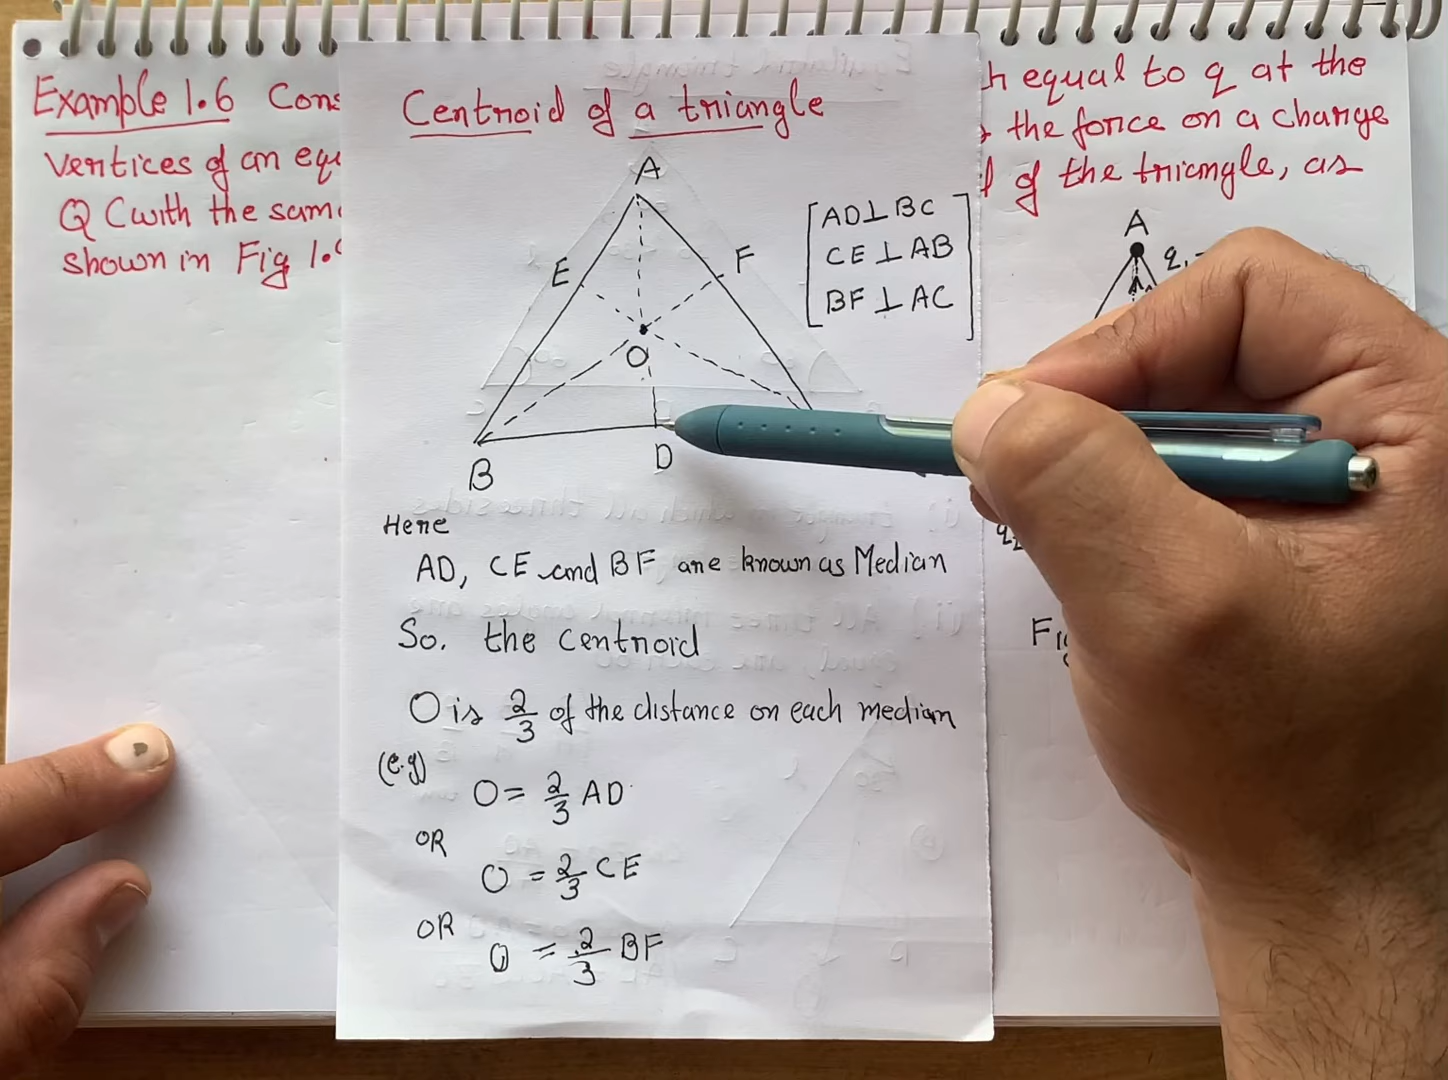 Example 1.6 Cons
vertices of an equ
Q (with the same
shown in Fig 1.
h equal to q at the
the force on a charge
of the triangle, as
A
q
Fig
Centroid of a triangle
A
E
F
O
B
D
AD⊥BC
CE⊥AB
BF⊥AC
Here
AD, CE and BF are known as Median
So, the centroid
O is 2/3 of the distance on each median
(e.g)
O = 2/3 AD
OR
O = 2/3 CE
OR
O = 2/3 BF